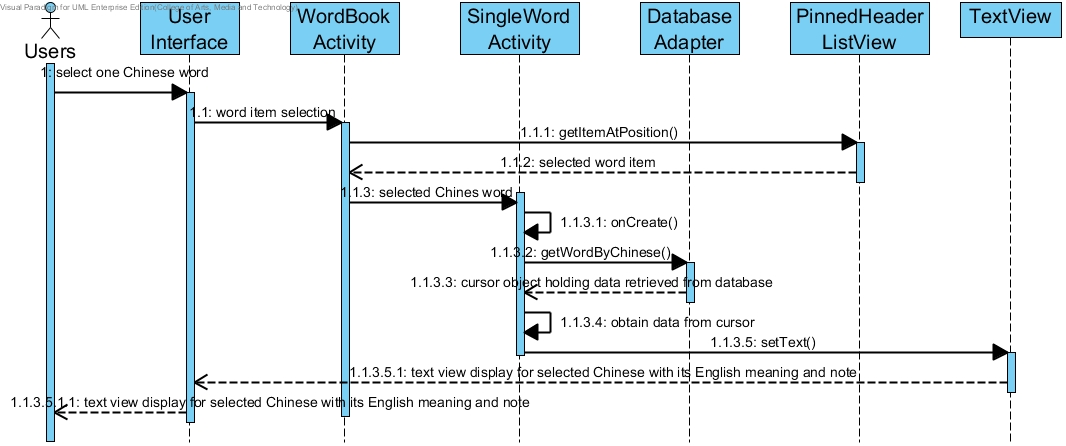 Visual Paradigm for UML Enterprise Edition(College of Arts, Media and Technology)
Users
User
Interface
WordBook
Activity
SingleWord
Activity
Database
Adapter
PinnedHeader
ListView
TextView
1: select one Chinese word
1.1: word item selection
1.1.1: getItemAtPosition()
1.1.2: selected word item
1.1.3: selected Chines word
1.1.3.1: onCreate()
1.1.3.2: getWordByChinese()
1.1.3.3: cursor object holding data retrieved from database
1.1.3.4: obtain data from cursor
1.1.3.5: setText()
1.1.3.5.1: text view display for selected Chinese with its English meaning and note
1.1.3.5.1.1: text view display for selected Chinese with its English meaning and note